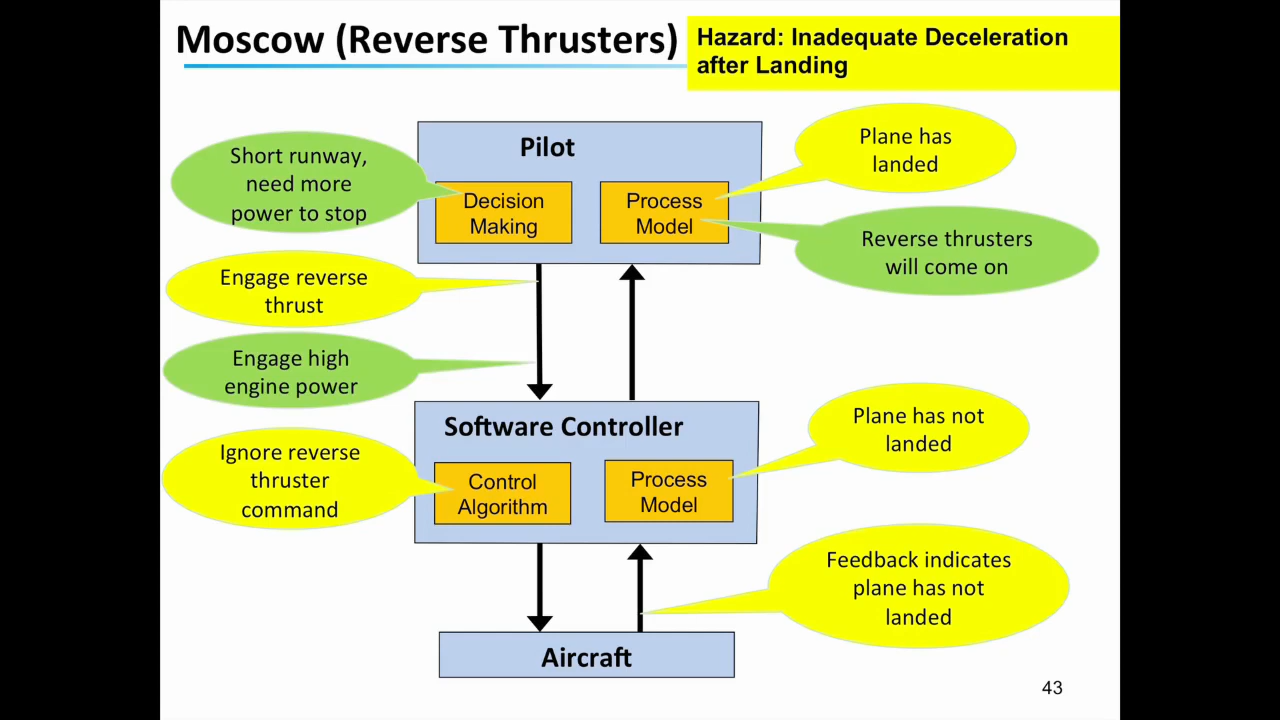 Moscow (Reverse Thrusters)
Hazard: Inadequate Deceleration
after Landing
Pilot
Short runway,
need more
power to stop
Decision
Making
Process
Model
Plane has
landed
Reverse thrusters
will come on
Engage reverse
thrust
Engage high
engine power
Software Controller
Ignore reverse
thruster
command
Control
Algorithm
Process
Model
Plane has not
landed
Feedback indicates
plane has not
landed
Aircraft
43